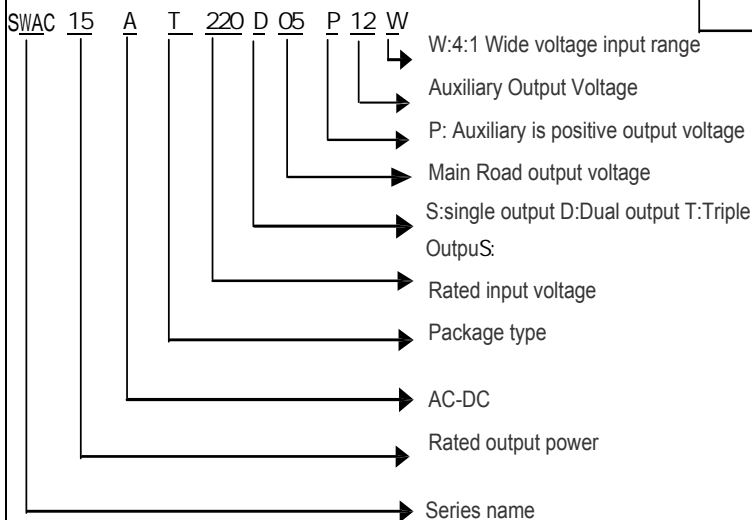 SWAC 15 A T 220 D 05 P 12 W
W:4:1 Wide voltage input range
Auxiliary Output Voltage
P: Auxiliary is positive output voltage
Main Road output voltage
S:single output D:Dual output T:Triple
OutpuS:
Rated input voltage
Package type
AC-DC
Rated output power
Series name